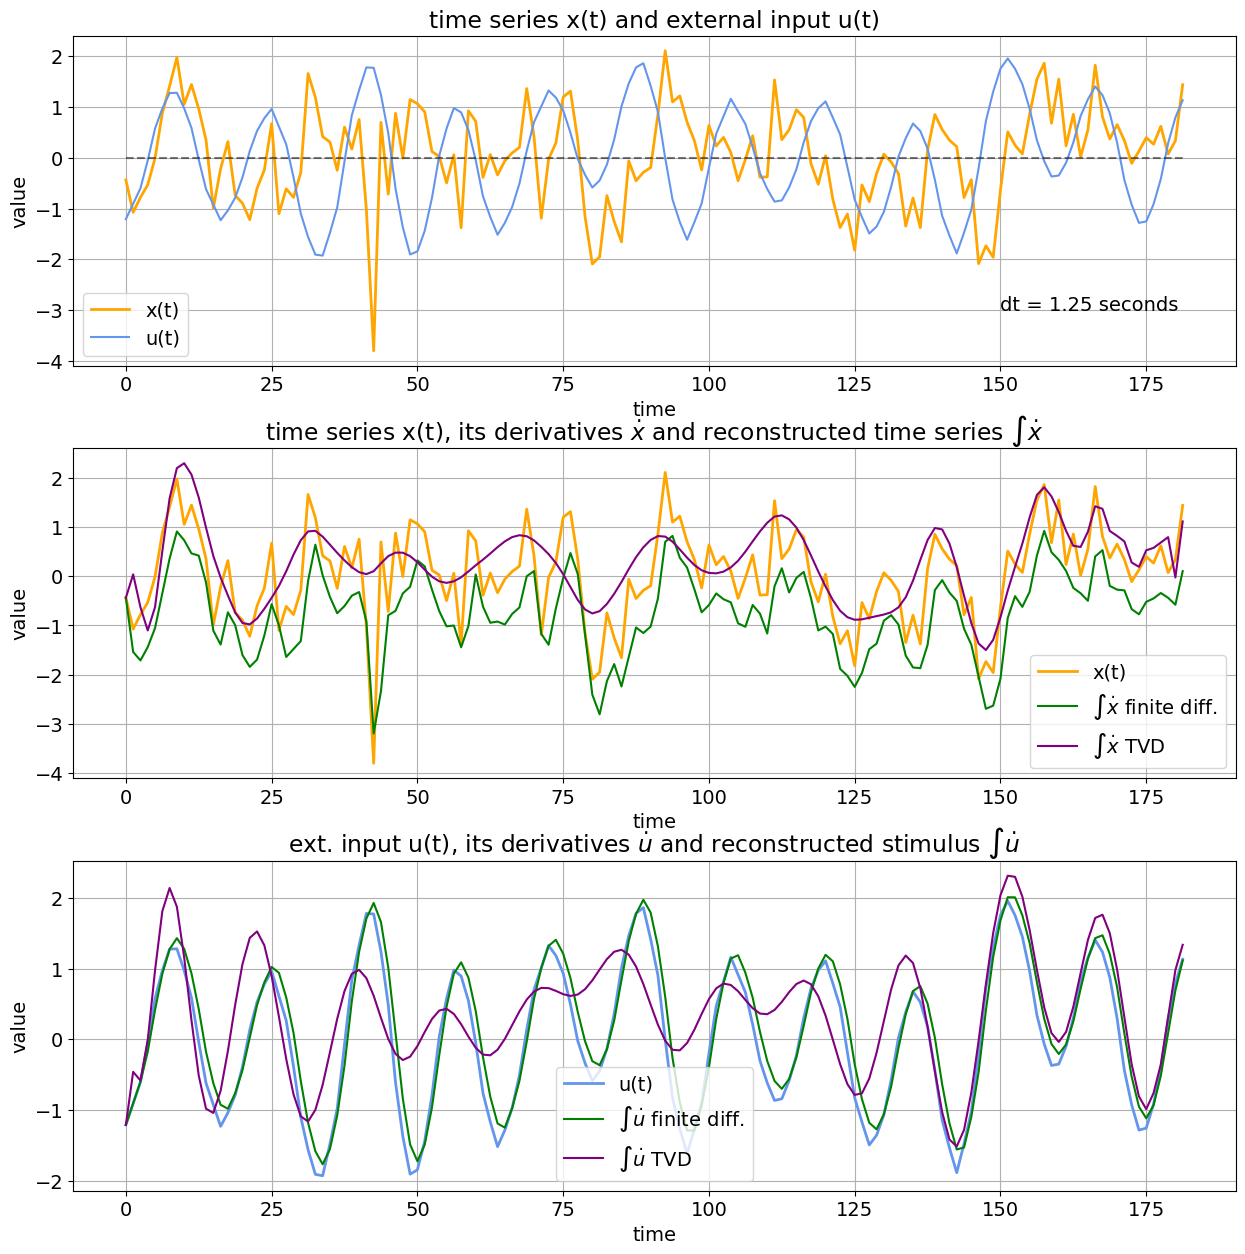 time series x(t) and external input u(t)
value
2
1
0
−1
−2
−3
−4
x(t)
u(t)
dt = 1.25 seconds
0 25 50 75 100 125 150 175
time
time series x(t), its derivatives ẋ and reconstructed time series ∫ẋ
value
2
1
0
−1
−2
−3
−4
x(t)
∫ẋ finite diff.
∫ẋ TVD
0 25 50 75 100 125 150 175
time
ext. input u(t), its derivatives u̇ and reconstructed stimulus ∫u̇
value
2
1
0
−1
−2
u(t)
∫u̇ finite diff.
∫u̇ TVD
0 25 50 75 100 125 150 175
time